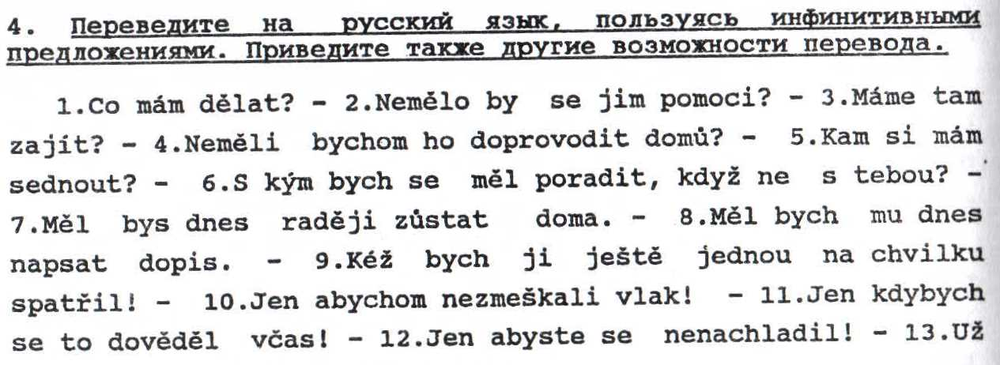 4. Переведите на русский язык, пользуясь инфинитивными
предложениями. Приведите также другие возможности перевода.
1.Co mám dělat? - 2.Nemělo by se jim pomoci? - 3.Máme tam
zajít? - 4.Neměli bychom ho doprovodit domů? - 5.Kam si mám
sednout? - 6.S kým bych se měl poradit, když ne s tebou? -
7.Měl bys dnes raději zůstat doma. - 8.Měl bych mu dnes
napsat dopis. - 9.Kéž bych ji ještě jednou na chvilku
spatřil! - 10.Jen abychom nezmeškali vlak! - 11.Jen kdybych
se to dověděl včas! - 12.Jen abyste se nenachladil! - 13.Už